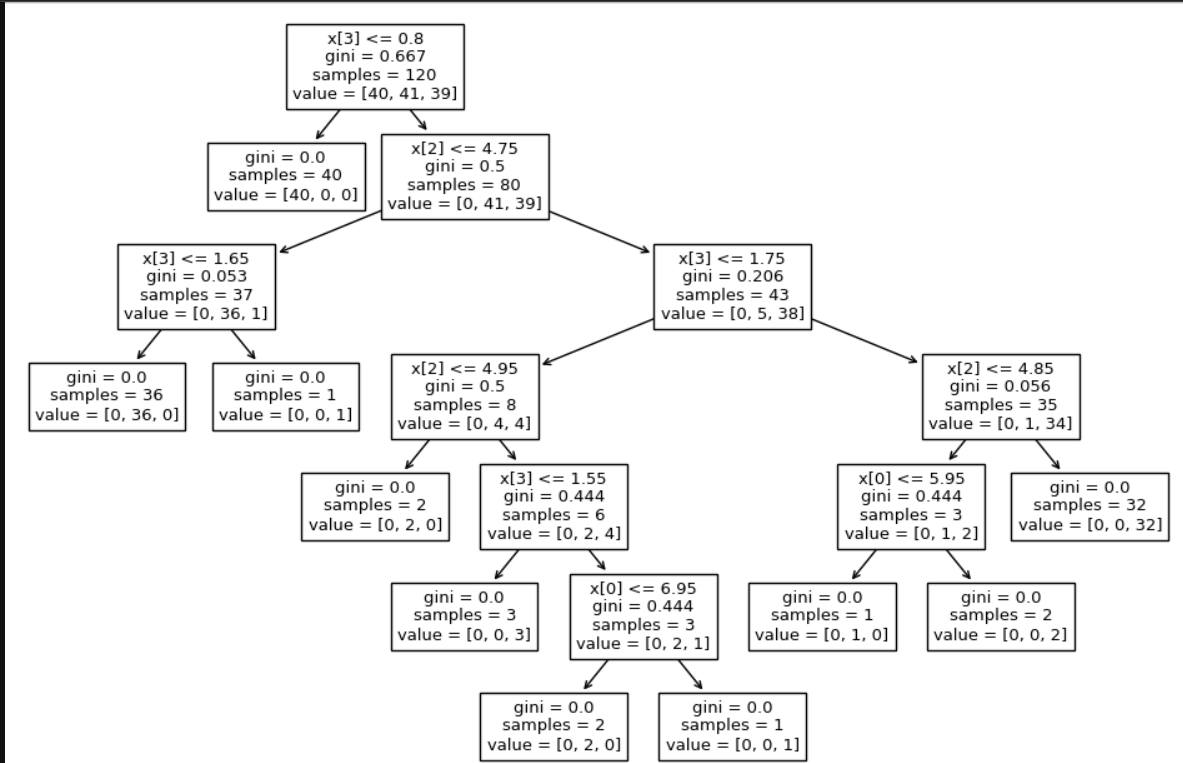 x[3] <= 0.8
gini = 0.667
samples = 120
value = [40, 41, 39]
gini = 0.0
samples = 40
value = [40, 0, 0]
x[2] <= 4.75
gini = 0.5
samples = 80
value = [0, 41, 39]
x[3] <= 1.65
gini = 0.053
samples = 37
value = [0, 36, 1]
x[3] <= 1.75
gini = 0.206
samples = 43
value = [0, 5, 38]
gini = 0.0
samples = 36
value = [0, 36, 0]
gini = 0.0
samples = 1
value = [0, 0, 1]
x[2] <= 4.95
gini = 0.5
samples = 8
value = [0, 4, 4]
x[2] <= 4.85
gini = 0.056
samples = 35
value = [0, 1, 34]
gini = 0.0
samples = 2
value = [0, 2, 0]
x[3] <= 1.55
gini = 0.444
samples = 6
value = [0, 2, 4]
x[0] <= 5.95
gini = 0.444
samples = 3
value = [0, 1, 2]
gini = 0.0
samples = 32
value = [0, 0, 32]
gini = 0.0
samples = 3
value = [0, 0, 3]
x[0] <= 6.95
gini = 0.444
samples = 3
value = [0, 2, 1]
gini = 0.0
samples = 1
value = [0, 1, 0]
gini = 0.0
samples = 2
value = [0, 0, 2]
gini = 0.0
samples = 2
value = [0, 2, 0]
gini = 0.0
samples = 1
value = [0, 0, 1]